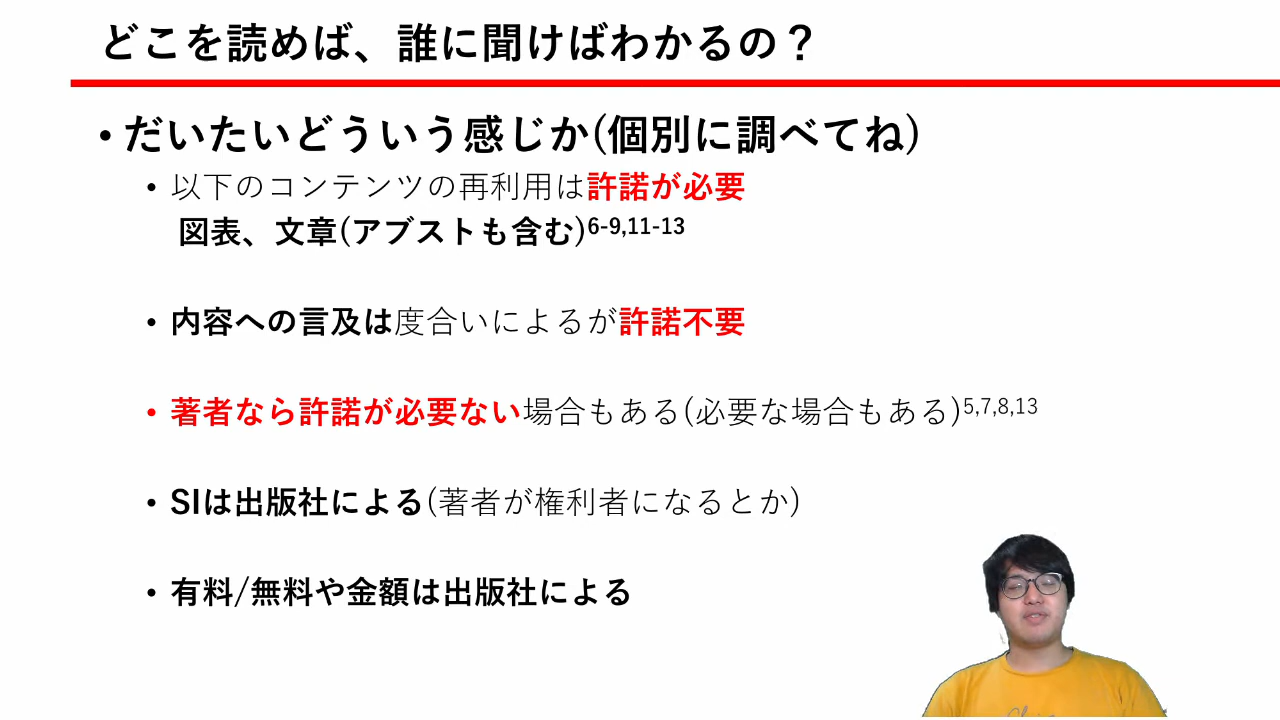 どこを読めば、誰に聞けばわかるの？
• だいたいどういう感じか(個別に調べてね)
• 以下のコンテンツの再利用は許諾が必要
図表、文章(アブストも含む)6-9,11-13
• 内容への言及は度合いによるが許諾不要
• 著者なら許諾が必要ない場合もある(必要な場合もある)5,7,8,13
• SIは出版社による(著者が権利者になるとか)
• 有料/無料や金額は出版社による